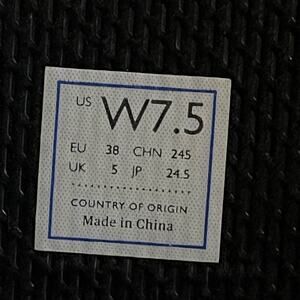 US W7.5
EU 38 CHN 245
UK 5 JP 24.5
COUNTRY OF ORIGIN
Made in China